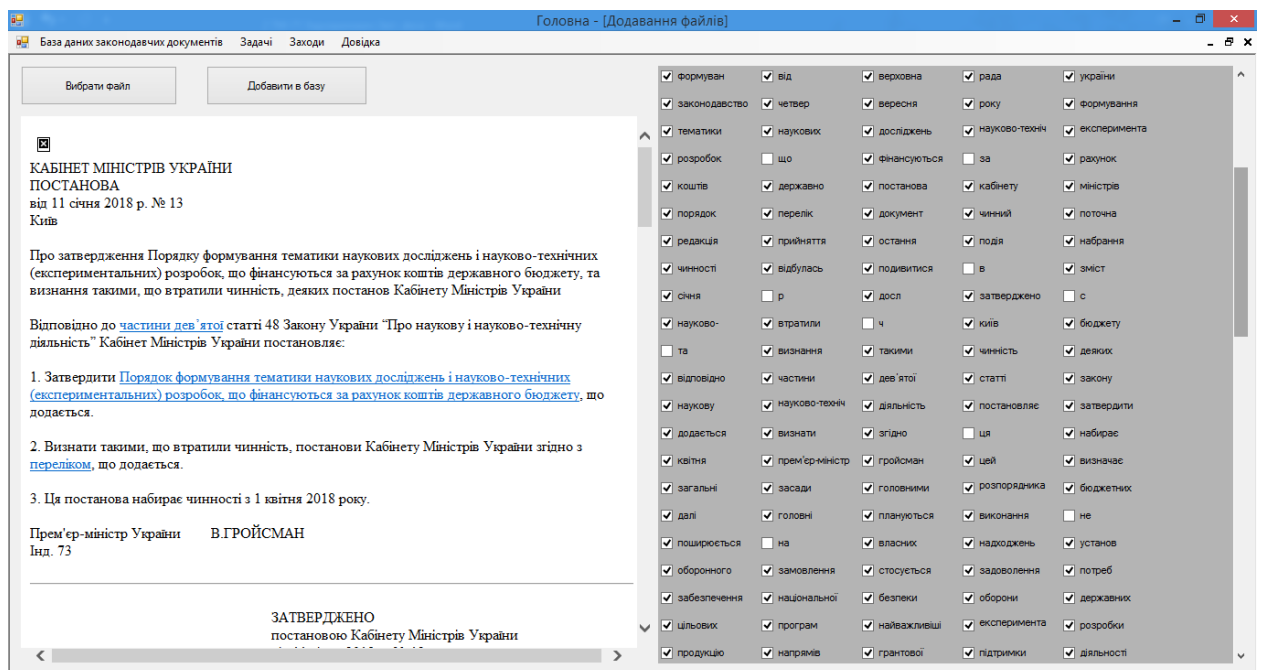 Головна - [Додавання файлів]
База даних законодавчих документів Задачі Заходи Довідка
Вибрати файл Добавити в базу
КАБІНЕТ МІНІСТРІВ УКРАЇНИ
ПОСТАНОВА
від 11 січня 2018 р. № 13
Київ
Про затвердження Порядку формування тематики наукових досліджень і науково-технічних
(експериментальних) розробок, що фінансуються за рахунок коштів державного бюджету, та
визнання такими, що втратили чинність, деяких постанов Кабінету Міністрів України
Відповідно до частини дев’ятої статті 48 Закону України “Про наукову і науково-технічну
діяльність” Кабінет Міністрів України постановляє:
1. Затвердити Порядок формування тематики наукових досліджень і науково-технічних
(експериментальних) розробок, що фінансуються за рахунок коштів державного бюджету, що
додається.
2. Визнати такими, що втратили чинність, постанови Кабінету Міністрів України згідно з
переліком, що додається.
3. Ця постанова набирає чинності з 1 квітня 2018 року.
Прем'єр-міністр України В.ГРОЙСМАН
Інд. 73
ЗАТВЕРДЖЕНО
постановою Кабінету Міністрів України
формуван від верховна рада україни
законодавство четвер вересня року формування
тематики наукових досліджень науково-техніч експеримента
розробок що фінансуються за рахунок
коштів державно постанова кабінету міністрів
порядок перелік документ чинний поточна
редакція прийняття остання подія набрання
чинності відбулась подивитися в зміст
січня р досл затверджено с
науково- втратили ч київ бюджету
та визнання такими чинність деяких
відповідно частини дев'ятої статті закону
наукову науково-техніч діяльність постановляє затвердити
додається визнати згідно ця набирає
квітня прем'єр-міністр гройсман цей визначає
загальні засади головними розпорядника бюджетних
далі головні плануються виконання не
поширюється на власних надходжень установ
оборонного замовлення стосується задоволення потреб
забезпечення національної безпеки оборони державних
цільових програм найважливіші експеримента розробки
продукцію напрямів грантової підтримки діяльності